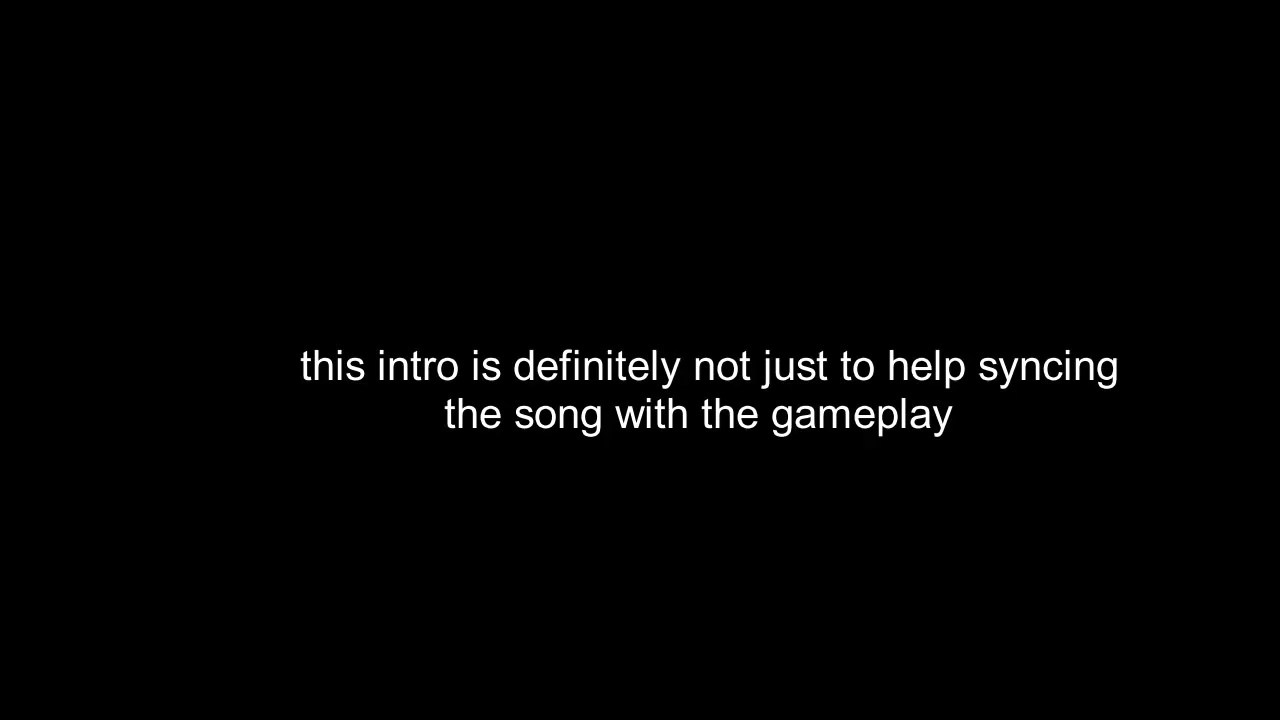 this intro is definitely not just to help syncing
the song with the gameplay